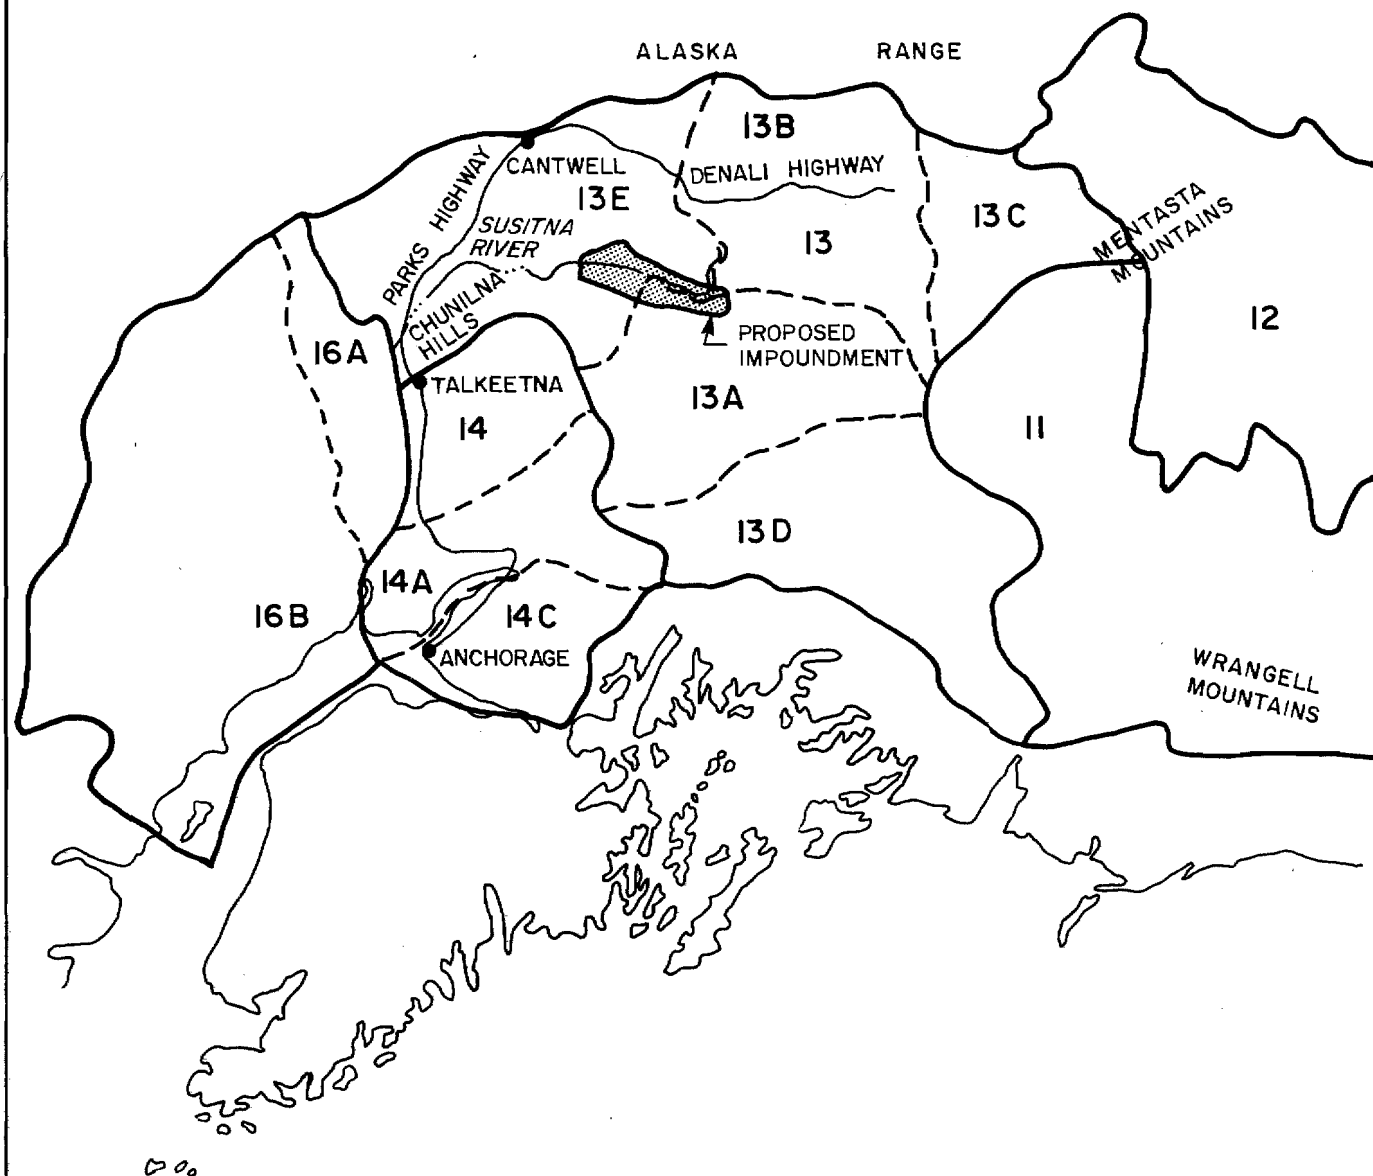 ALASKA RANGE
13B
CANTWELL
DENALI HIGHWAY
PARKS HIGHWAY
13E
13C
SUSITNA
RIVER
13
MENTASTA
MOUNTAINS
CHUNILNA
HILLS
12
PROPOSED
IMPOUNDMENT
16A
TALKEETNA
13A
14
11
13D
14A
16B
14C
ANCHORAGE
WRANGELL
MOUNTAINS